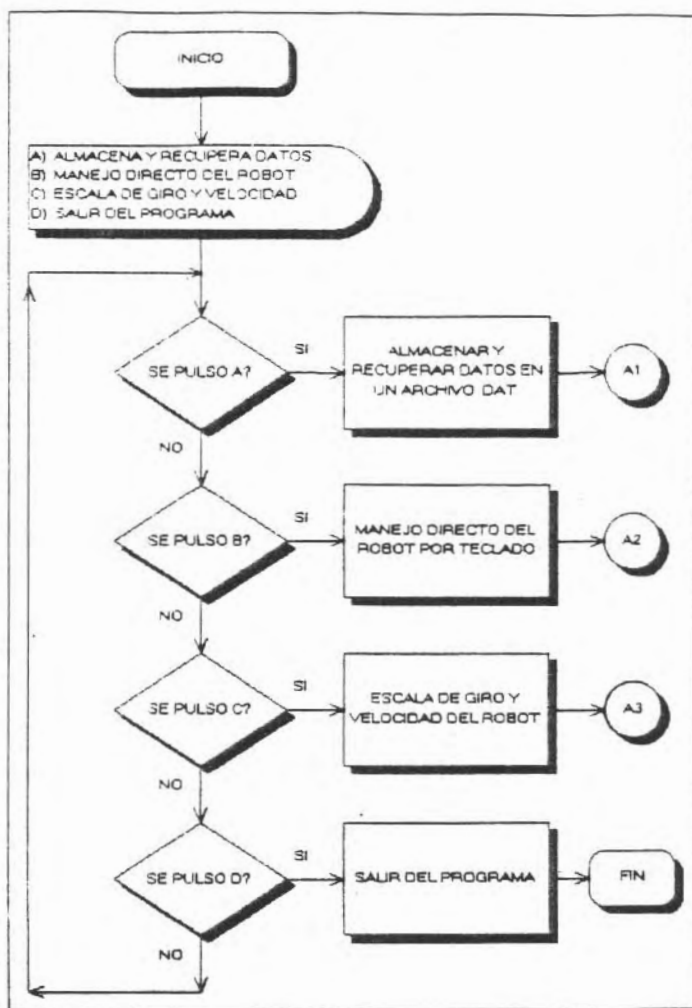 INICIO
A) ALMACENA Y RECUPERA DATOS
B) MANEJO DIRECTO DEL ROBOT
C) ESCALA DE GIRO Y VELOCIDAD
D) SALIR DEL PROGRAMA
SE PULSO A?
SI
ALMACENAR Y
RECUPERAR DATOS EN
UN ARCHIVO .DAT
A1
NO
SE PULSO B?
SI
MANEJO DIRECTO DEL
ROBOT POR TECLADO
A2
NO
SE PULSO C?
SI
ESCALA DE GIRO Y
VELOCIDAD DEL ROBOT
A3
NO
SE PULSO D?
SI
SALIR DEL PROGRAMA
FIN
NO